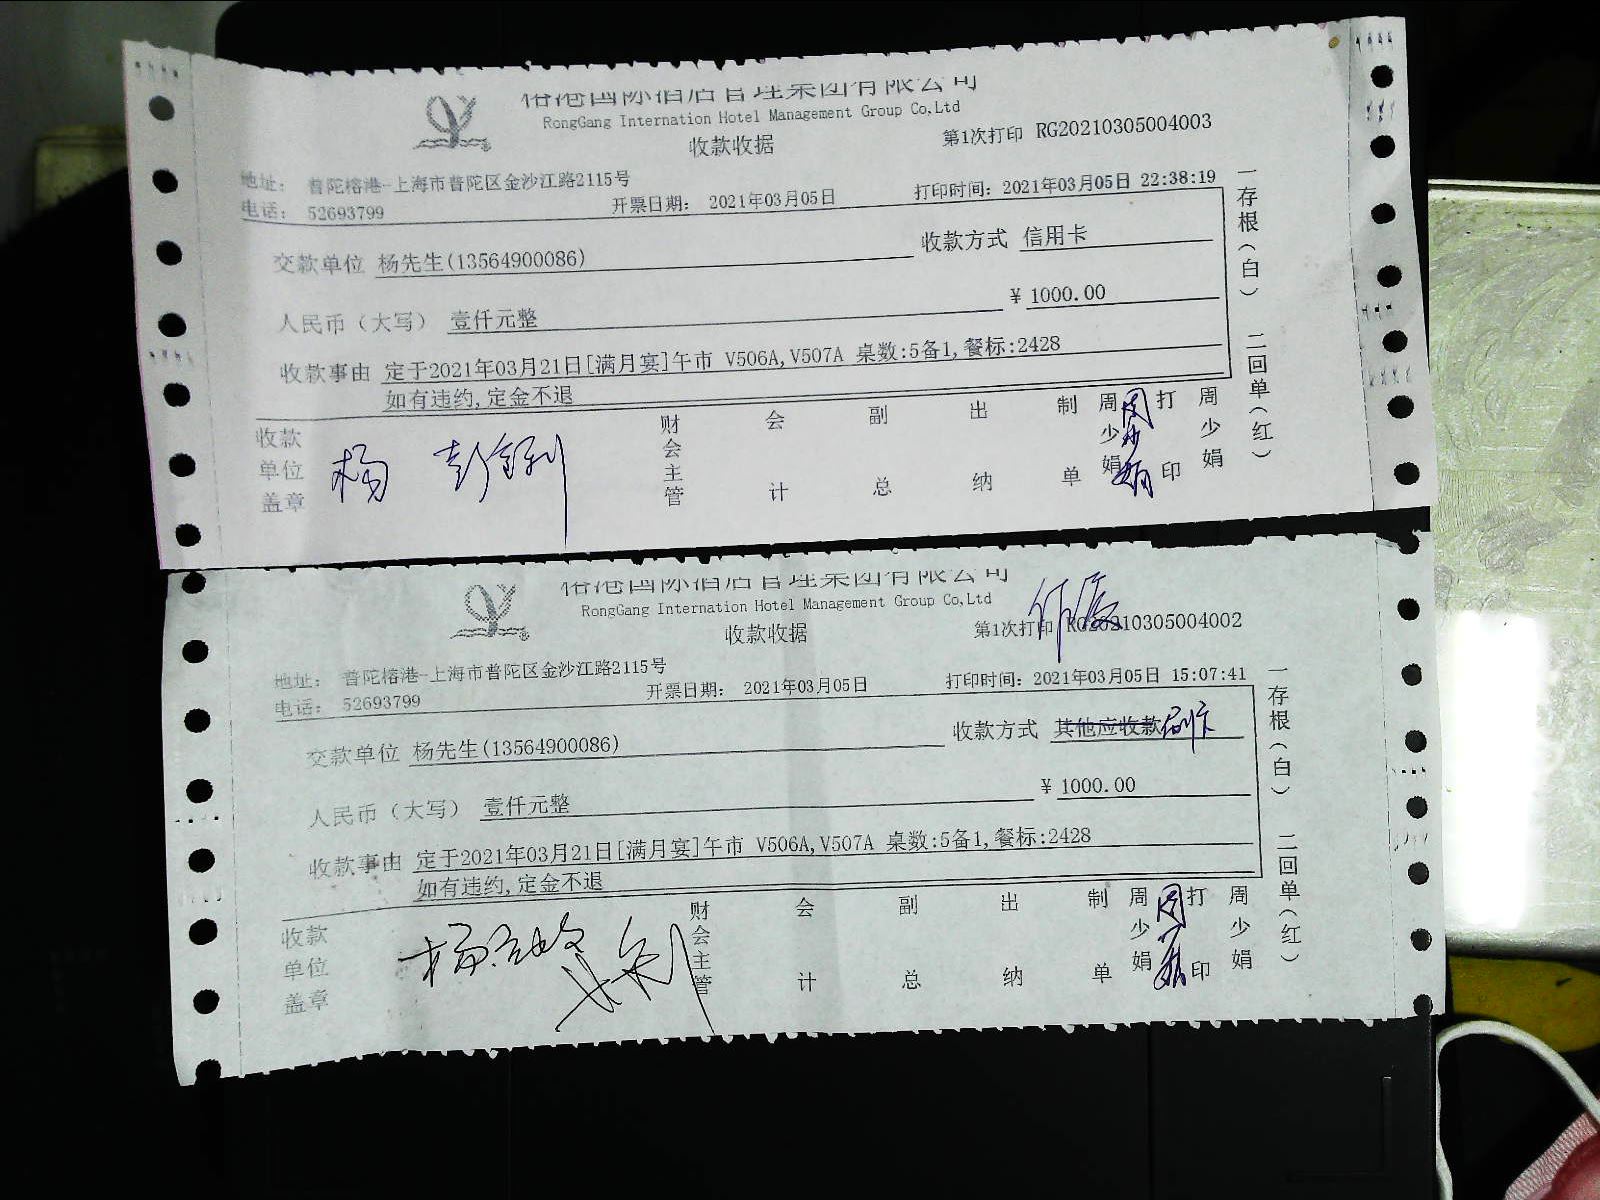 榕港国际酒店管理集团有限公司
RongGang Internation Hotel Management Group Co,Ltd
收款收据
第1次打印 RG20210305004003
地址: 普陀榕港-上海市普陀区金沙江路2115号
电话: 52693799
开票日期: 2021年03月05日
打印时间: 2021年03月05日 22:38:19
交款单位 杨先生(13564900086)
收款方式 信用卡
人民币(大写) 壹仟元整
¥ 1000.00
收款事由 定于2021年03月21日[满月宴]午市 V506A,V507A 桌数:5备1,餐标:2428
如有违约,定金不退
收款单位盖章 杨
财会主管 会计 副总 出纳 制单 周少娟 周少娟 打印 周少娟
一存根(白) 二回单(红)
榕港国际酒店管理集团有限公司
RongGang Internation Hotel Management Group Co,Ltd
收款收据
作废
第1次打印 RG20210305004002
地址: 普陀榕港-上海市普陀区金沙江路2115号
电话: 52693799
开票日期: 2021年03月05日
打印时间: 2021年03月05日 15:07:41
交款单位 杨先生(13564900086)
收款方式 其他应收款 刷卡
人民币(大写) 壹仟元整
¥ 1000.00
收款事由 定于2021年03月21日[满月宴]午市 V506A,V507A 桌数:5备1,餐标:2428
如有违约,定金不退
收款单位盖章
财会主管 会计 副总 出纳 制单 周少娟 打印 周少娟
一存根(白) 二回单(红)